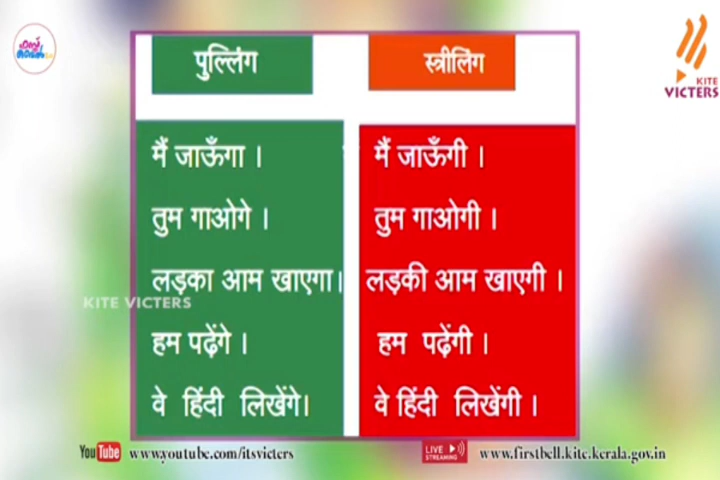 KITE
VICTERS
पुल्लिंग
स्त्रीलिंग
मैं जाऊँगा ।
मैं जाऊँगी ।
तुम गाओगे ।
तुम गाओगी ।
लड़का आम खाएगा।
लड़की आम खाएगी ।
KITE VICTERS
हम पढ़ेंगे ।
हम पढ़ेंगी ।
वे हिंदी लिखेंगे।
वे हिंदी लिखेंगी ।
YouTube www.youtube.com/itsvicters
LIVE STREAMING www.firstbell.kite.kerala.gov.in